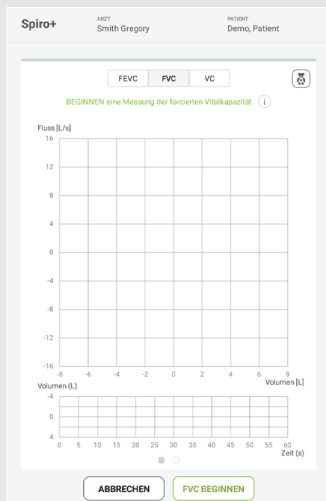 Spiro+
ARZT
Smith Gregory
PATIENT
Demo, Patient
FEVC FVC VC
BEGINNEN eine Messung der forcierten Vitalkapazität i
Fluss [L/s]
16
12
8
4
0
-4
-8
-12
-16
-8 -6 -4 -2 0 2 4 6 8
Volumen [L]
Volumen (L)
-4
0
4
0 5 10 15 20 25 30 35 40 45 50 55 60
Zeit (s)
ABBRECHEN FVC BEGINNEN